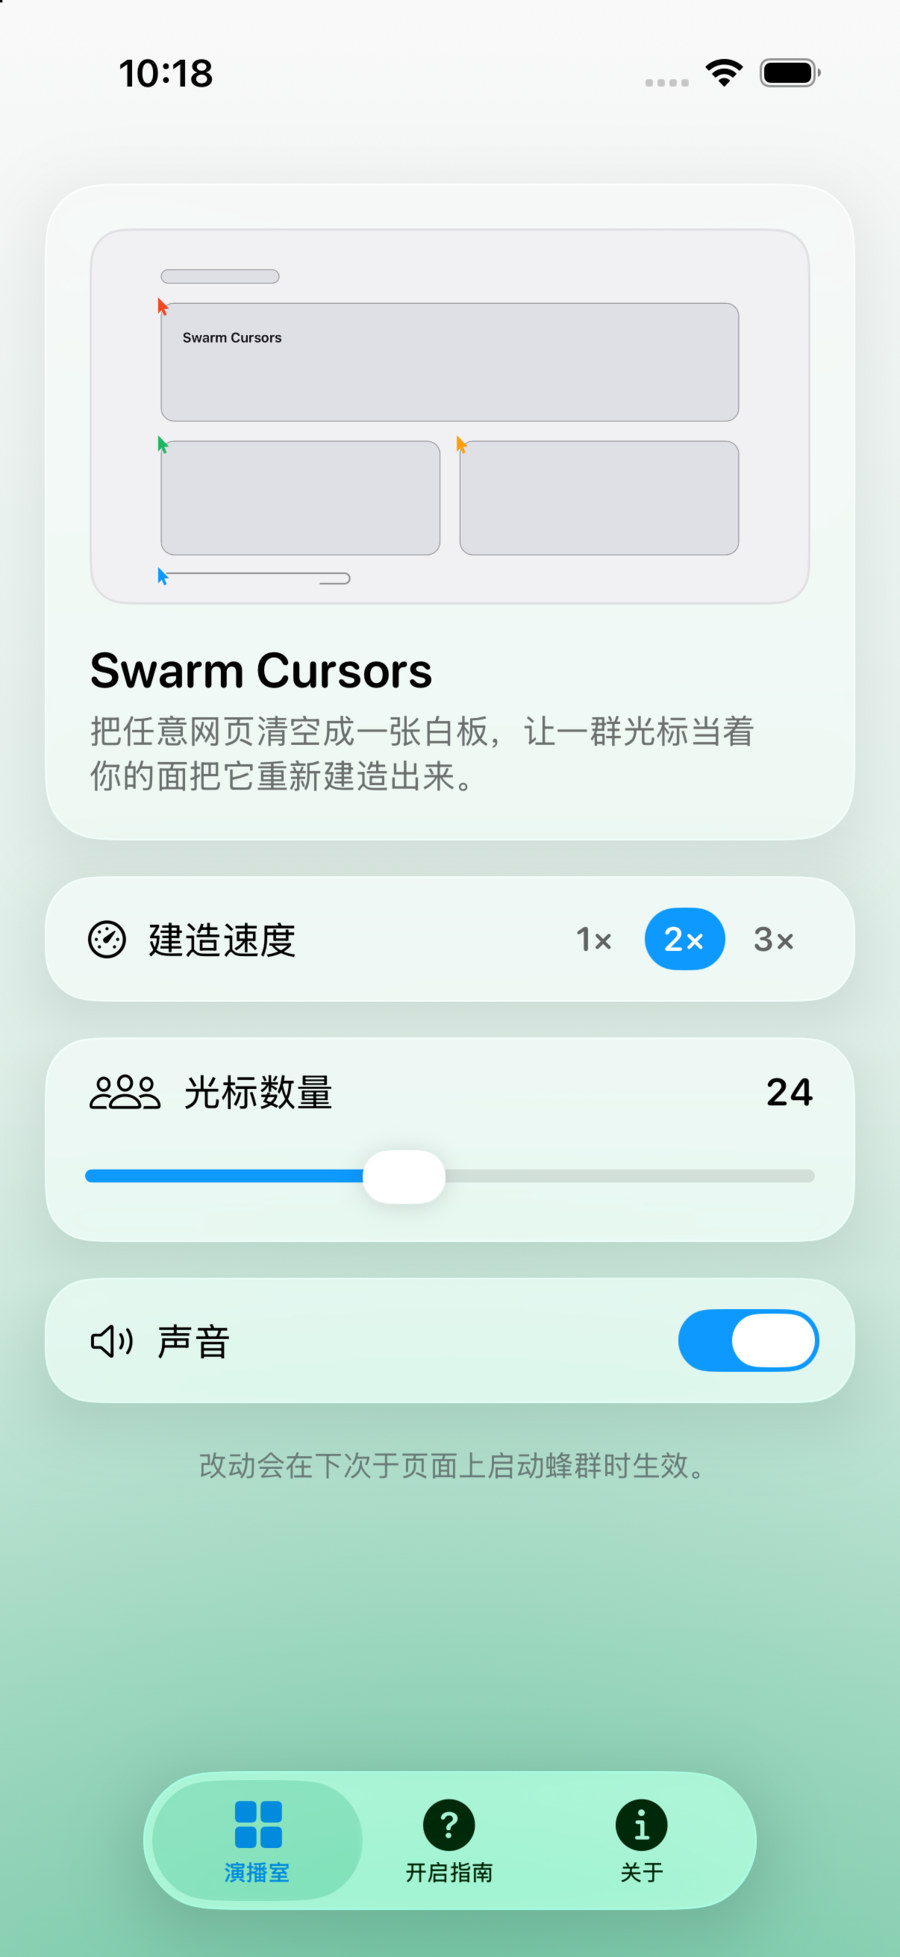 10:18
Swarm Cursors
Swarm Cursors
把任意网页清空成一张白板，让一群光标当着
你的面把它重新建造出来。
建造速度 1× 2× 3×
光标数量 24
声音
改动会在下次于页面上启动蜂群时生效。
演播室 开启指南 关于